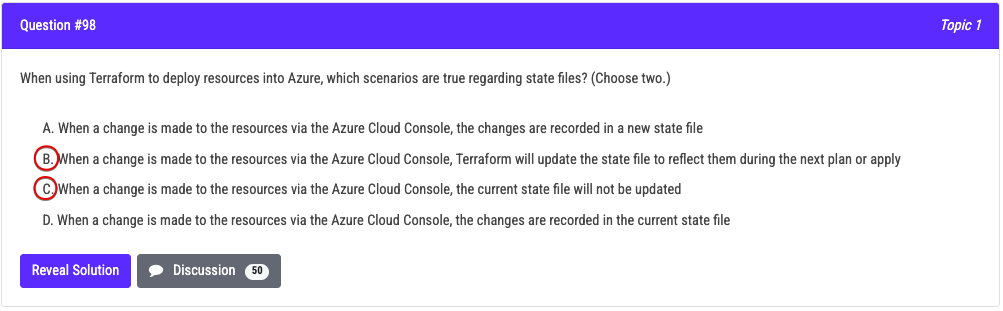 Question #98
Topic 1
When using Terraform to deploy resources into Azure, which scenarios are true regarding state files? (Choose two.)
A. When a change is made to the resources via the Azure Cloud Console, the changes are recorded in a new state file
B. When a change is made to the resources via the Azure Cloud Console, Terraform will update the state file to reflect them during the next plan or apply
C. When a change is made to the resources via the Azure Cloud Console, the current state file will not be updated
D. When a change is made to the resources via the Azure Cloud Console, the changes are recorded in the current state file
Reveal Solution
Discussion 50